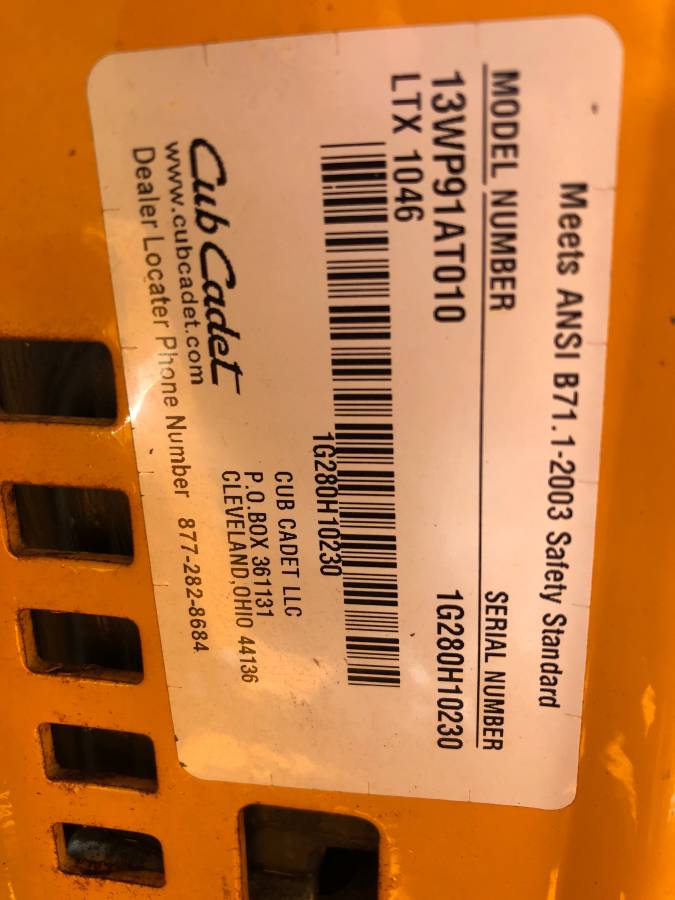 Meets ANSI B71.1-2003 Safety Standard
MODEL NUMBER SERIAL NUMBER
13WP91AT010 1G280H10230
LTX 1046
1G280H10230
Cub Cadet
www.cubcadet.com
Dealer Locater Phone Number 877-282-8684
CUB CADET LLC
P.O.BOX 361131
CLEVELAND,OHIO 44136